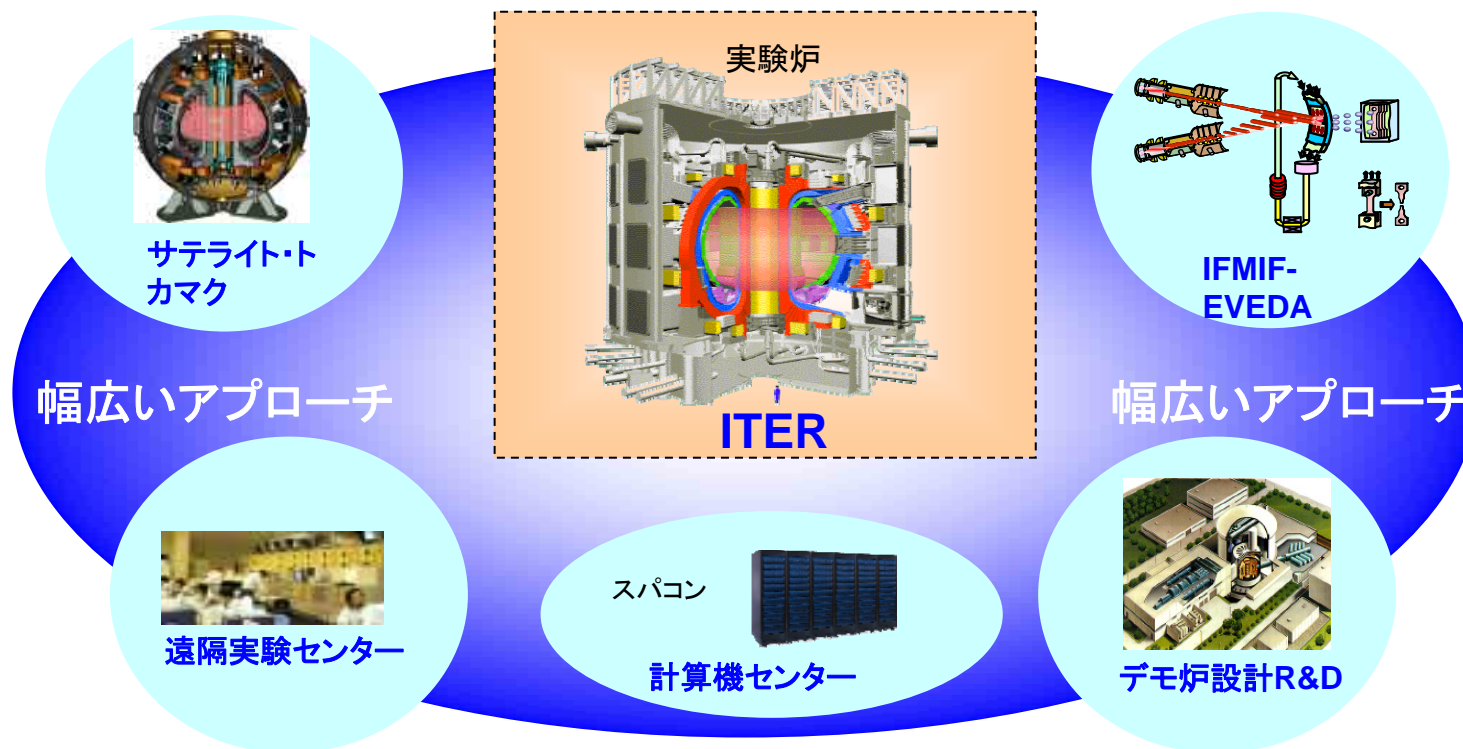 実験炉
ITER
サテライト・ト
カマク
IFMIF-
EVEDA
幅広いアプローチ
幅広いアプローチ
遠隔実験センター
スパコン
計算機センター
デモ炉設計R&D